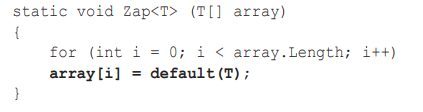 static void Zap<T> (T[] array)
{
for (int i = 0; i < array.Length; i++)
array[i] = default(T);
}